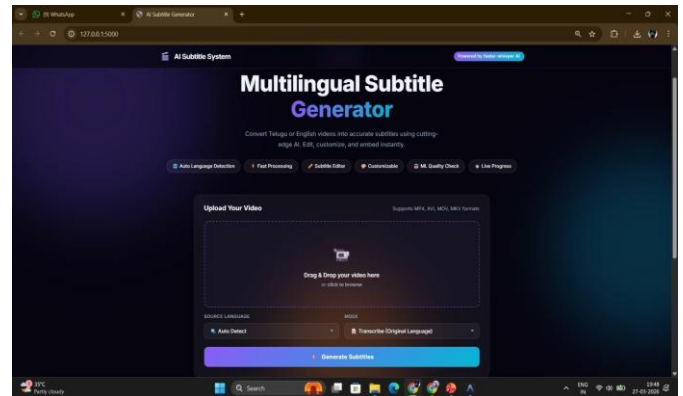 (1) WhatsApp
AI Subtitle Generator
127.0.0.1:5000
AI Subtitle System
Powered by faster-whisper AI
Multilingual Subtitle
Generator
Convert Telugu or English videos into accurate subtitles using cutting-
edge AI. Edit, customize, and embed instantly.
Auto Language Detection
Fast Processing
Subtitle Editor
Customizable
ML Quality Check
Live Progress
Upload Your Video
Supports MP4, AVI, MOV, MKV formats
Drag & Drop your video here
or click to browse
SOURCE LANGUAGE
MODE
Auto Detect
Transcribe (Original Language)
Generate Subtitles
35°C
Partly cloudy
Search
ENG
IN
19:48
27-05-2026